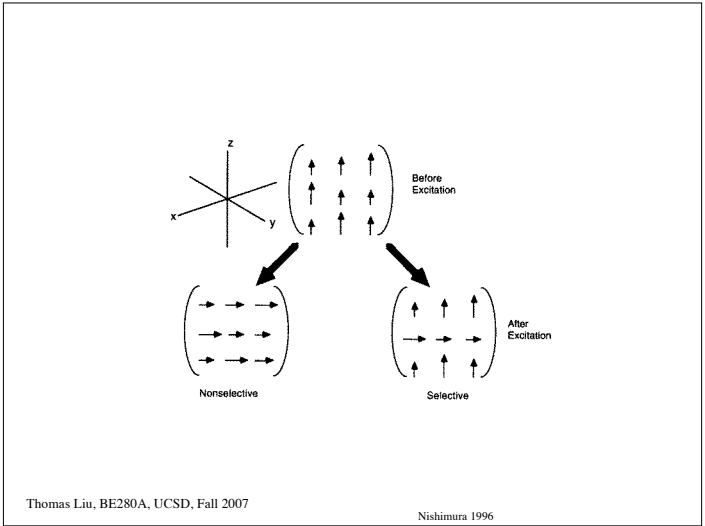 z
x
y
Before
Excitation
After
Excitation
Nonselective
Selective
Thomas Liu, BE280A, UCSD, Fall 2007
Nishimura 1996